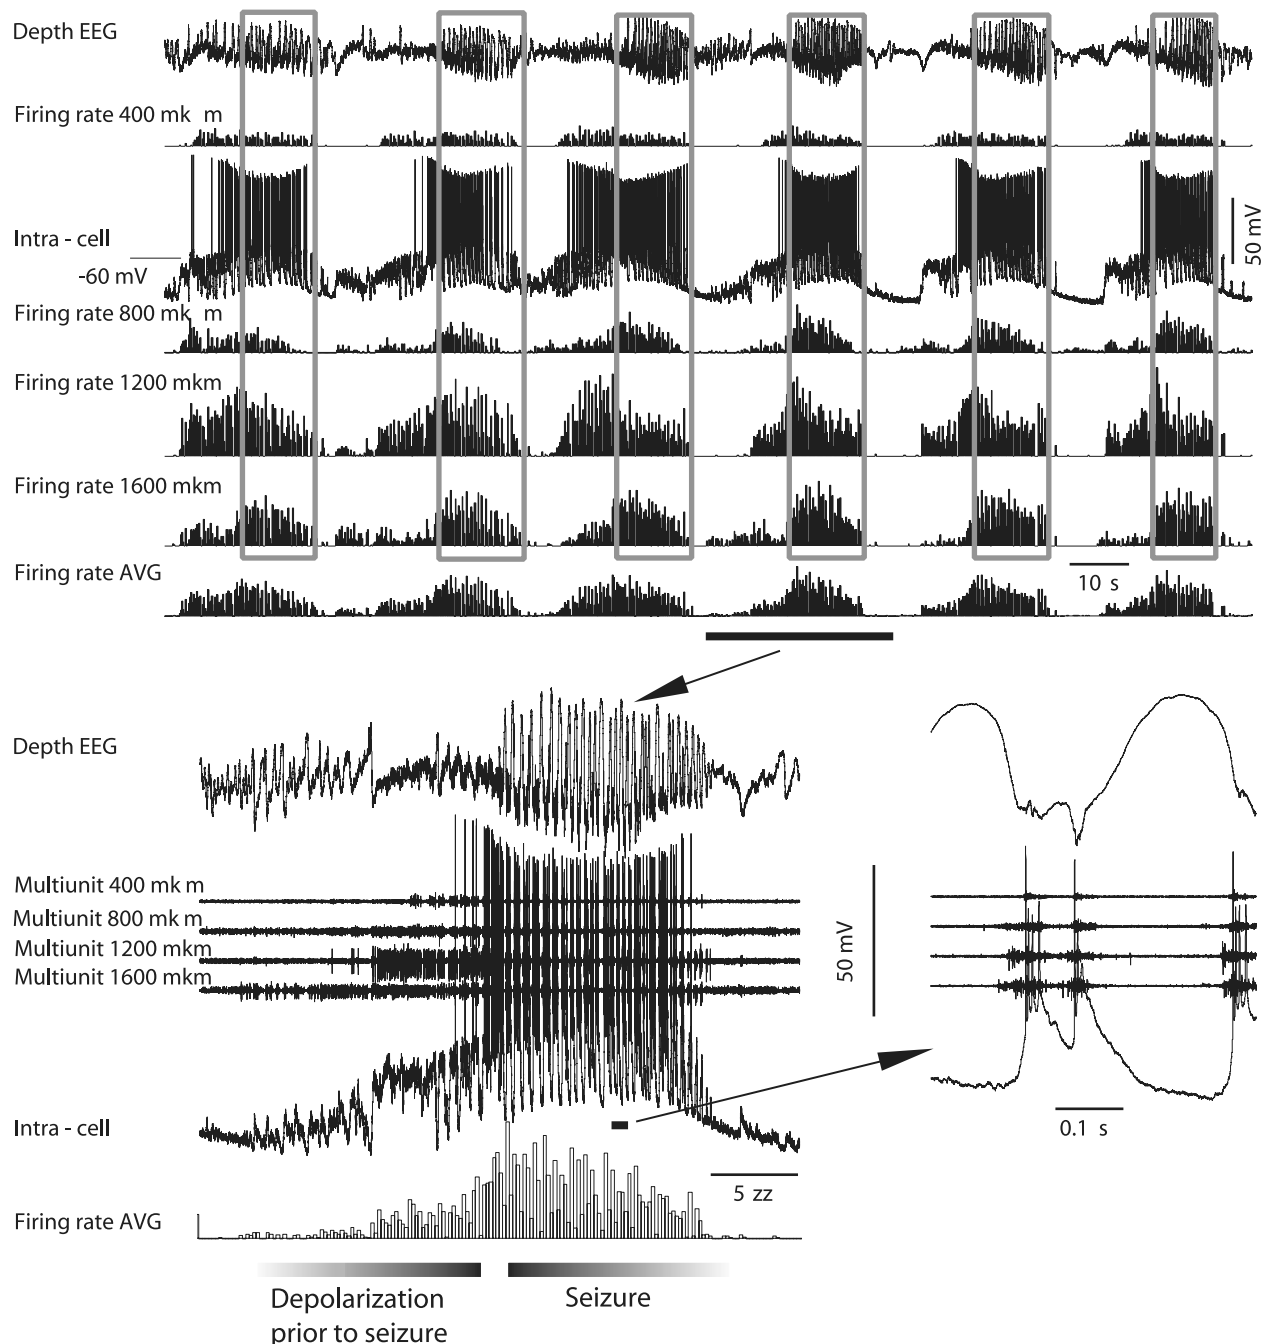 Depth EEG
Firing rate 400 mk m
Intra - cell
-60 mV
50 mV
Firing rate 800 mk m
Firing rate 1200 mkm
Firing rate 1600 mkm
Firing rate AVG
10 s
Depth EEG
Multiunit 400 mk m
Multiunit 800 mk m
Multiunit 1200 mkm
Multiunit 1600 mkm
50 mV
Intra - cell
0.1 s
5 zz
Firing rate AVG
Depolarization
prior to seizure
Seizure